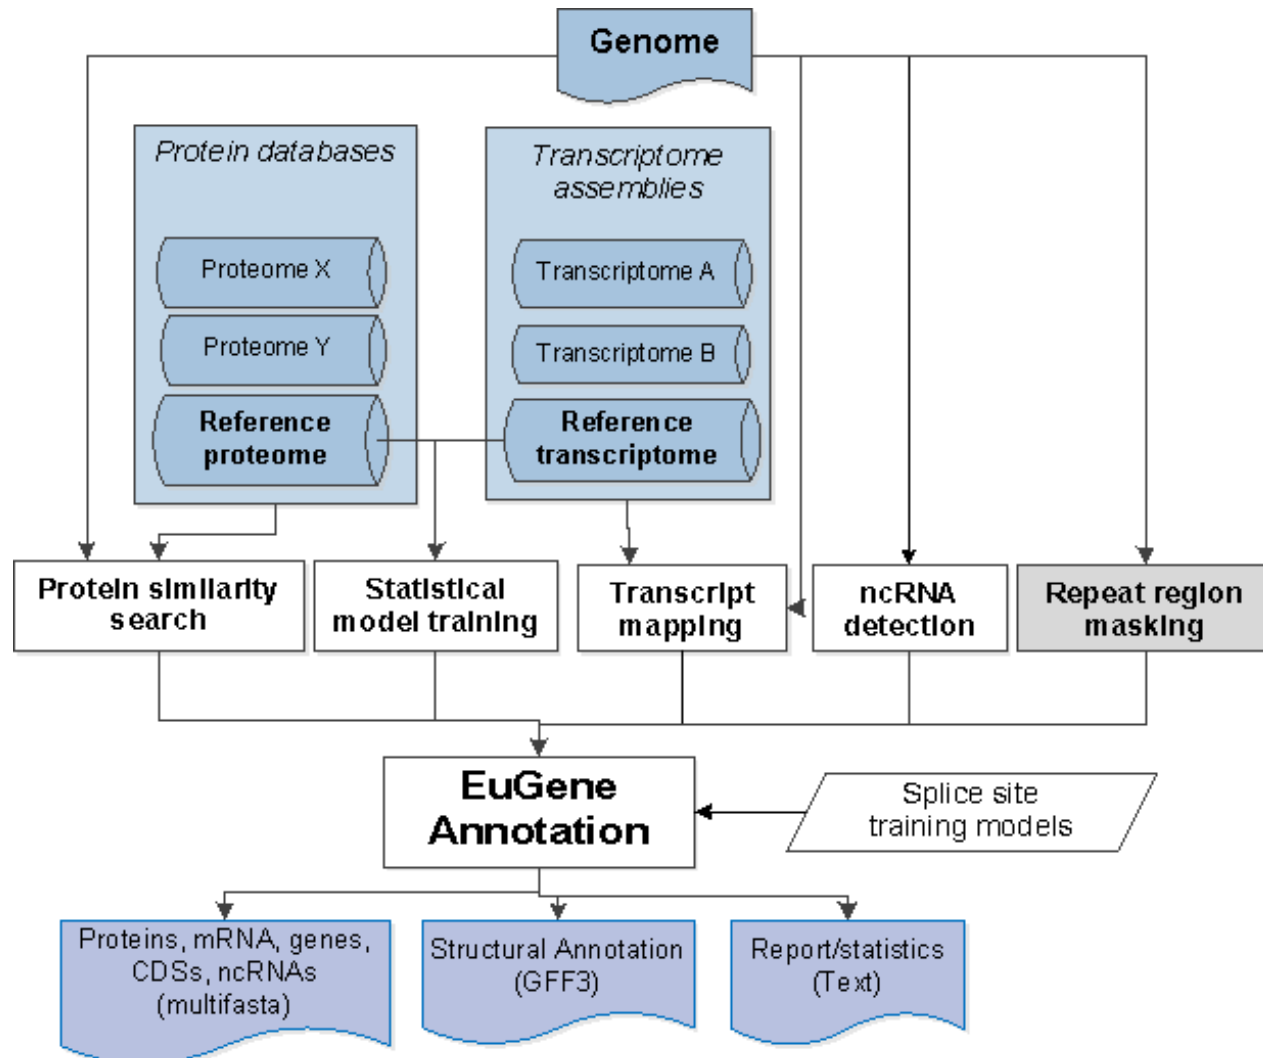 Genome
Protein databases
Transcriptome
assemblies
Proteome X
Transcriptome A
Proteome Y
Transcriptome B
Reference
proteome
Reference
transcriptome
Protein similarity
search
Statistical
model training
Transcript
mapping
ncRNA
detection
Repeat region
masking
EuGene
Annotation
Splice site
training models
Proteins, mRNA, genes,
CDSs, ncRNAs
(multifasta)
Structural Annotation
(GFF3)
Report/statistics
(Text)